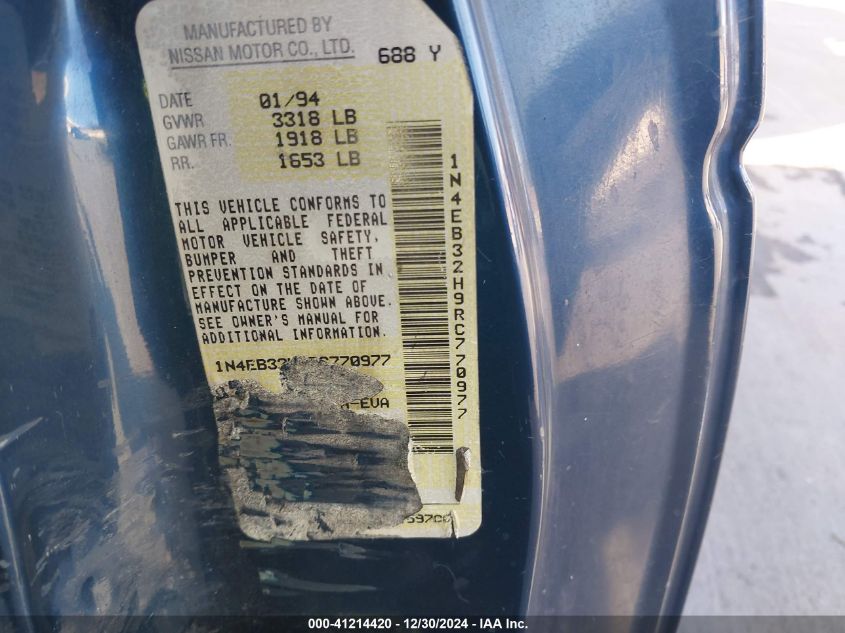 MANUFACTURED BY
NISSAN MOTOR CO., LTD. 688 Y
DATE 01/94
GVWR 3318 LB
GAWR FR. 1918 LB
RR. 1653 LB
THIS VEHICLE CONFORMS TO
ALL APPLICABLE FEDERAL
MOTOR VEHICLE SAFETY,
BUMPER AND THEFT
PREVENTION STANDARDS IN
EFFECT ON THE DATE OF
MANUFACTURE SHOWN ABOVE.
SEE OWNER'S MANUAL FOR
ADDITIONAL INFORMATION.
1N4EB32H9RC770977
-EVA
1N4EB32H9RC770977
000-41214420 - 12/30/2024 - IAA Inc.